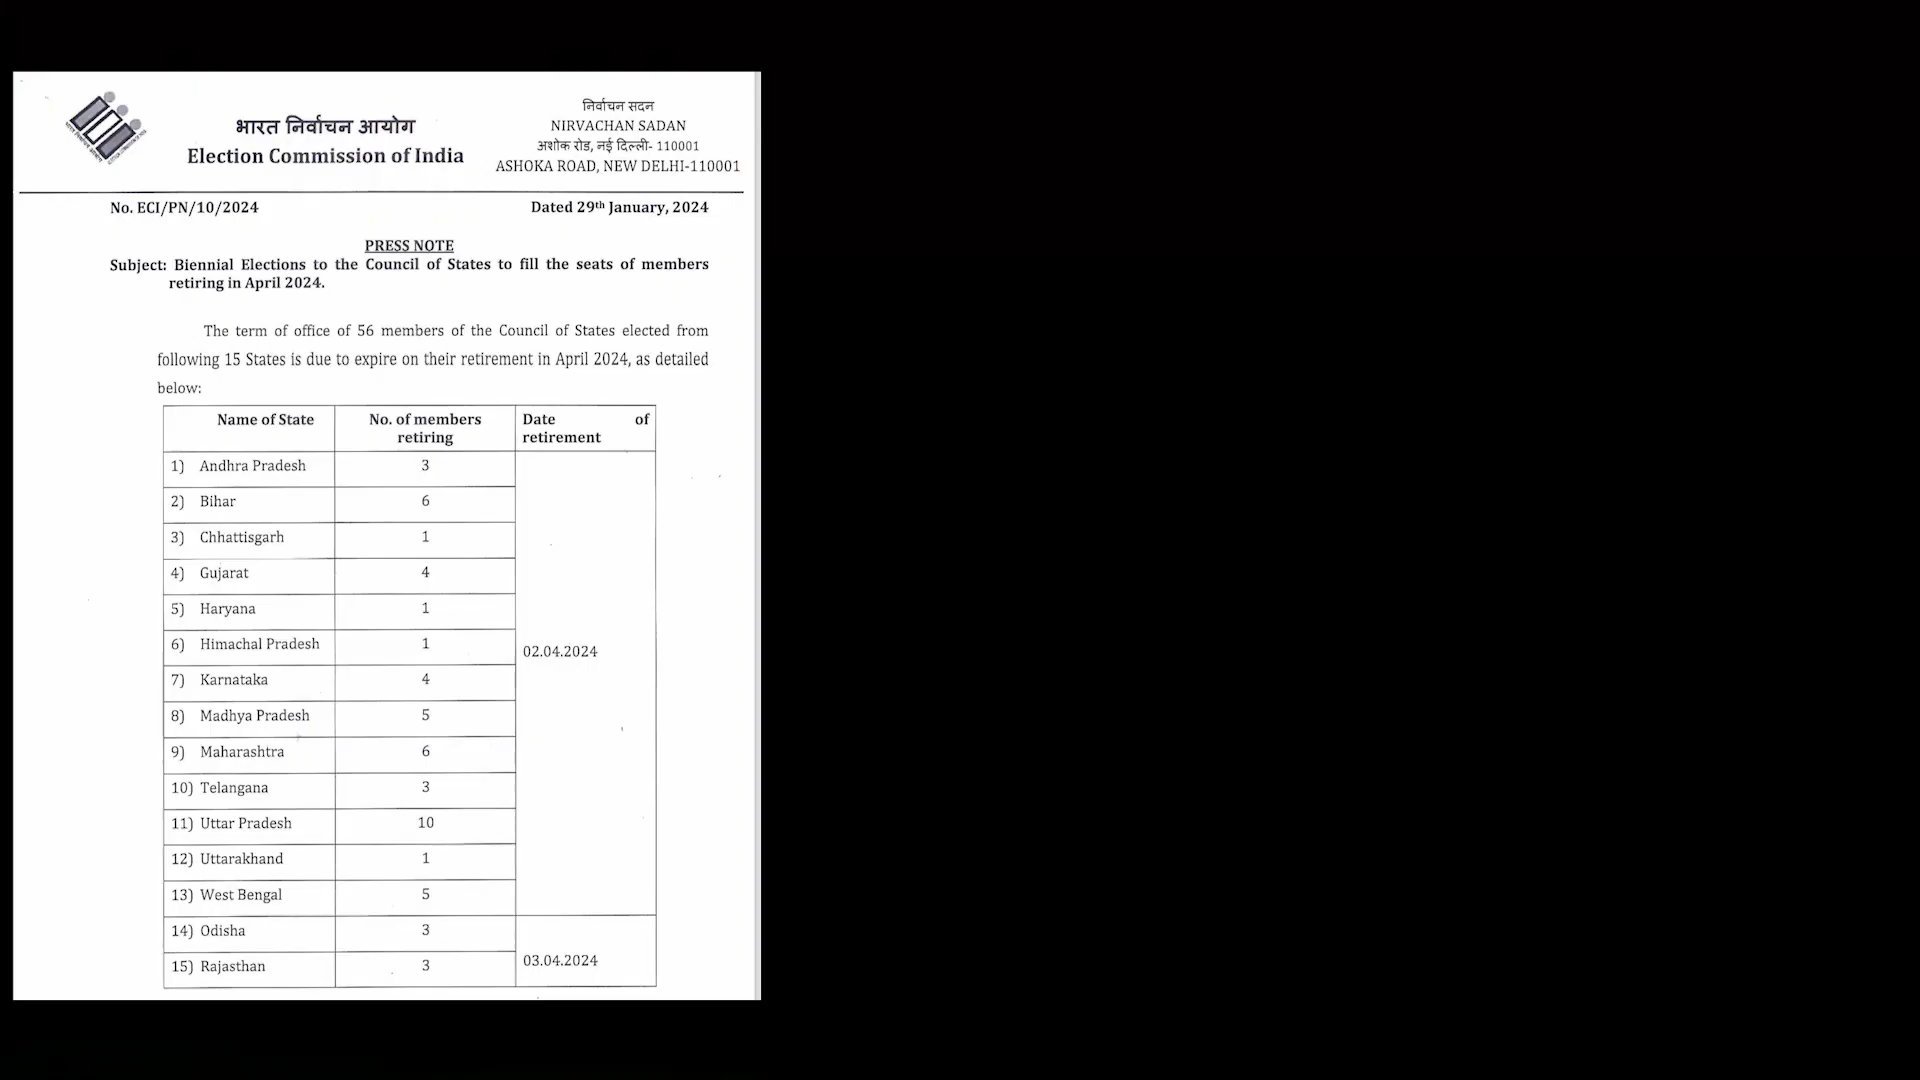 निर्वाचन सदन
भारत निर्वाचन आयोग
NIRVACHAN SADAN
अशोक रोड, नई दिल्ली- 110001
Election Commission of India
ASHOKA ROAD, NEW DELHI-110001
No. ECI/PN/10/2024 Dated 29th January, 2024
PRESS NOTE
Subject: Biennial Elections to the Council of States to fill the seats of members
retiring in April 2024.
The term of office of 56 members of the Council of States elected from
following 15 States is due to expire on their retirement in April 2024, as detailed
below:
Name of State No. of members Date of
retiring retirement
1) Andhra Pradesh 3
2) Bihar 6
3) Chhattisgarh 1
4) Gujarat 4
5) Haryana 1
6) Himachal Pradesh 1
02.04.2024
7) Karnataka 4
8) Madhya Pradesh 5
9) Maharashtra 6
10) Telangana 3
11) Uttar Pradesh 10
12) Uttarakhand 1
13) West Bengal 5
14) Odisha 3
03.04.2024
15) Rajasthan 3